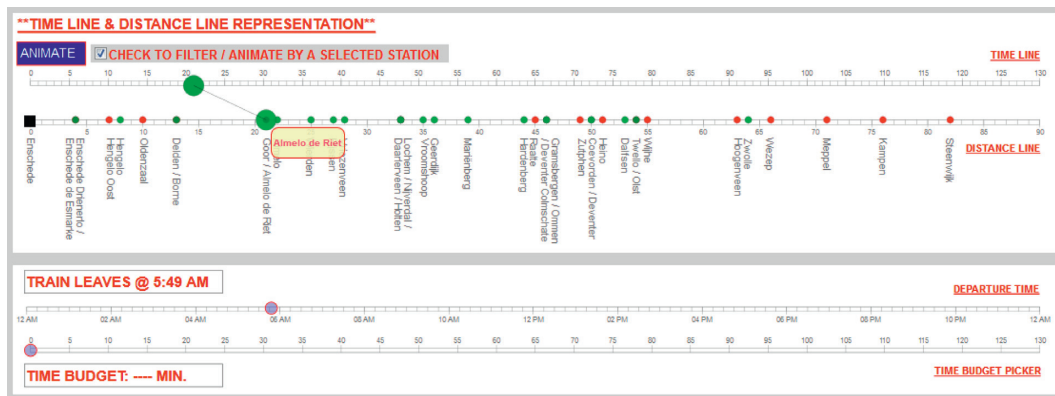 **TIME LINE & DISTANCE LINE REPRESENTATION**
ANIMATE
CHECK TO FILTER / ANIMATE BY A SELECTED STATION
TIME LINE
0 5 10 15 20 25 30 35 40 45 50 55 60 65 70 75 80 85 90 95 100 105 110 115 120 125 130
0 5 15 20 30 35 40 45 50 55 60 65 70 75 80 85 90
DISTANCE LINE
Almelo de Riet
Enschede
Enschede Drienerlo /
Enschede de Esmarke
Hengelo
Hengelo Oost
Oldenzaal
Delden / Borne
Goor / Almelo de Riet
Lochem / Nijverdal /
Daarlerveen / Holten
Geerdijk
Vroomshoop
Mariënberg
Raalte
Hardenberg
Gramsbergen / Ommen
/ Deventer Colmschate
Zutphen
Heino
Coevorden / Deventer
Dalfsen
Wijhe
Twello / Olst
Zwolle
Hoogenveen
Wezep
Meppel
Kampen
Steenwijk
TRAIN LEAVES @ 5:49 AM
DEPARTURE TIME
12 AM 02 AM 04 AM 06 AM 08 AM 10 AM 12 PM 02 PM 04 PM 06 PM 08 PM 10 PM 12 AM
0 5 10 15 20 25 30 35 40 45 50 55 60 65 70 75 80 85 90 95 100 105 110 115 120 125 130
TIME BUDGET: ---- MIN.
TIME BUDGET PICKER